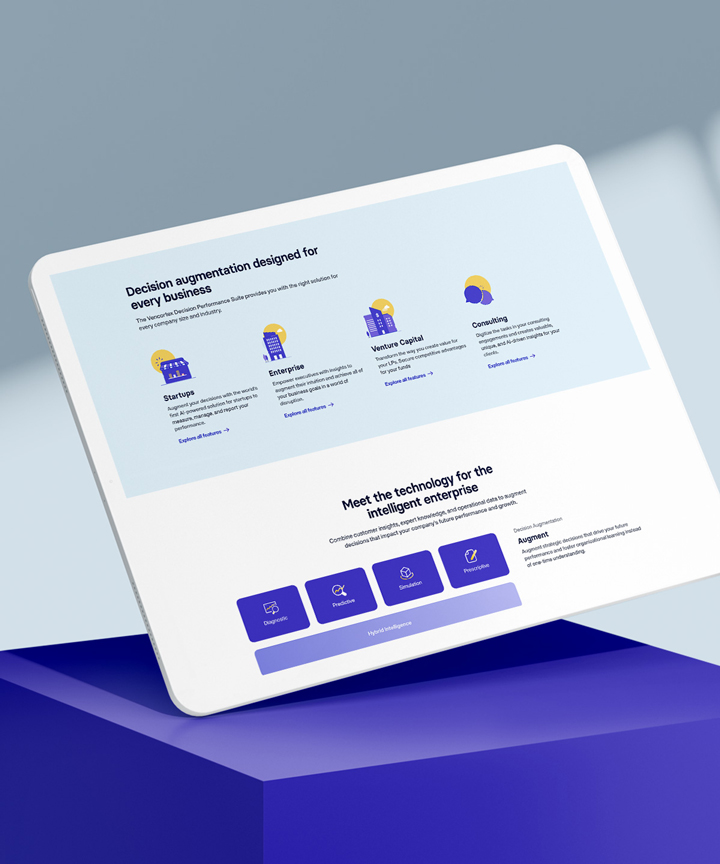 Decision augmentation designed for
every business
The Vencortex Decision Performance Suite provides you with the right solution for
every company size and industry.
Startups
Augment your decisions with the world's
first AI-powered solution for startups to
measure, manage, and report your
performance.
Explore all features →
Enterprise
Empower executives with insights to
augment their intuition and achieve all of
your business goals in a world of
disruption.
Explore all features →
Venture Capital
Transform the way you create value for
your LPs. Secure competitive advantages
for your funds
Explore all features →
Consulting
Digitize the tasks in your consulting
engagements and creates valuable,
unique, and AI-driven insights for your
clients.
Explore all features →
Meet the technology for the
intelligent enterprise
Combine customer insights, expert knowledge, and operational data to augment
decisions that impact your company's future performance and growth.
Diagnostic
Predictive
Simulation
Prescriptive
Hybrid Intelligence
Decision Augmentation
Augment
Augment strategic decisions that drive your future
performance and foster organizational learning instead
of one-time understanding.